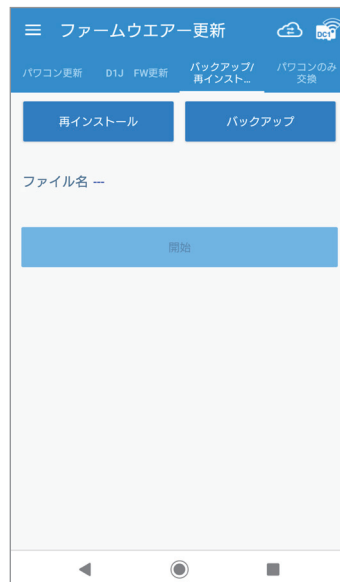 ファームウエアー更新
DC1
パワコン更新
D1J FW更新
バックアップ/
再インスト...
パワコンのみ
交換
再インストール
バックアップ
ファイル名 ---
開始